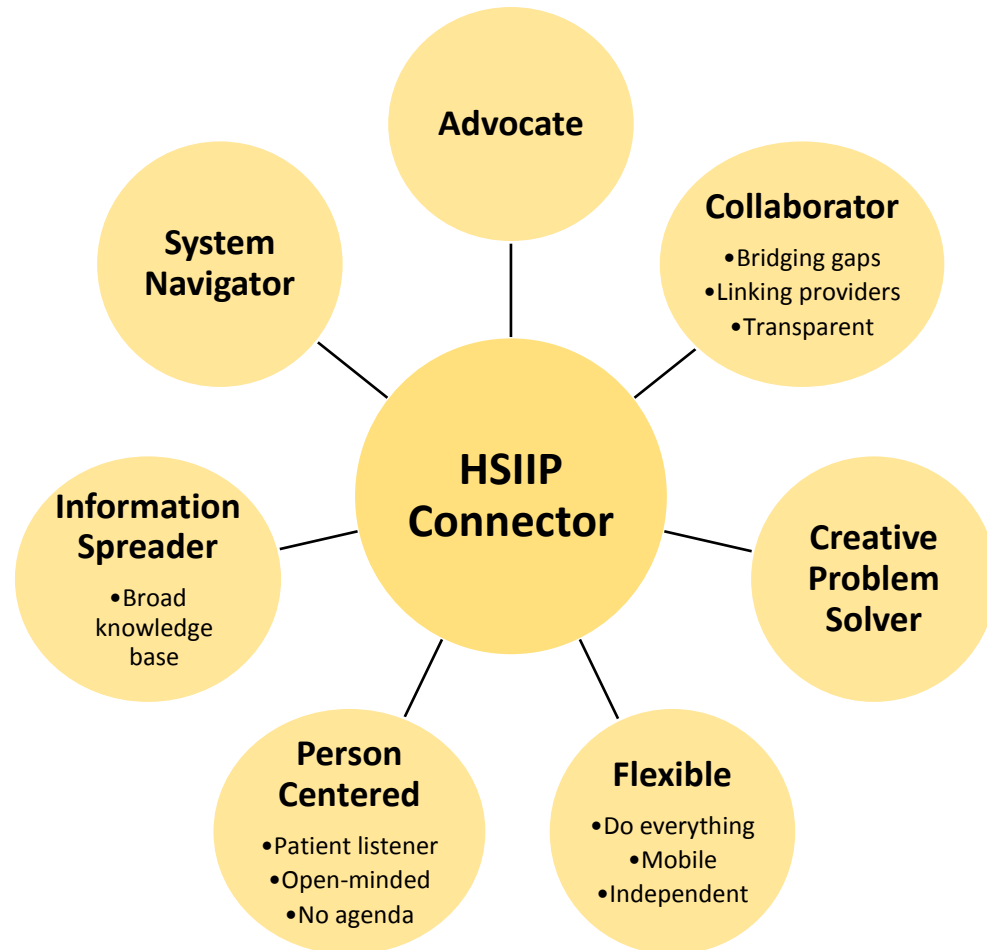 Advocate
Collaborator
•Bridging gaps
•Linking providers
•Transparent
System
Navigator
HSIIP
Connector
Information
Spreader
•Broad
knowledge
base
Creative
Problem
Solver
Person
Centered
•Patient listener
•Open-minded
•No agenda
Flexible
•Do everything
•Mobile
•Independent